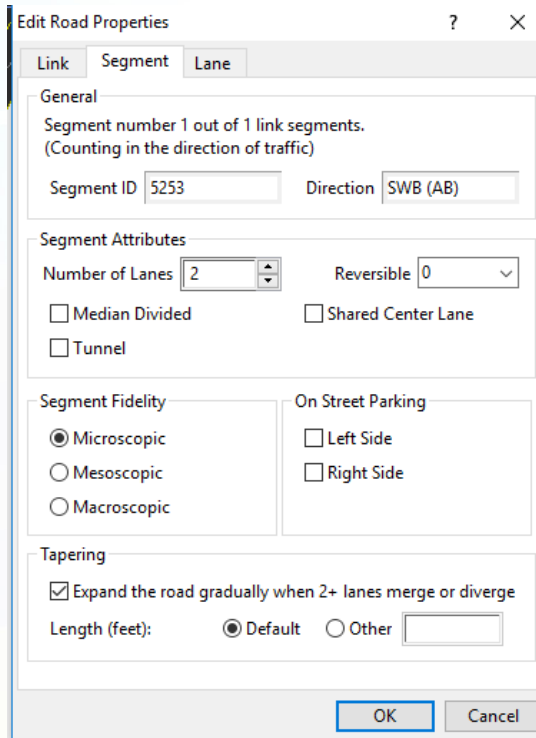 Edit Road Properties ?
Link Segment Lane
General
Segment number 1 out of 1 link segments.
(Counting in the direction of traffic)
Segment ID 5253 Direction SWB (AB)
Segment Attributes
Number of Lanes 2 Reversible 0
Median Divided Shared Center Lane
Tunnel
Segment Fidelity On Street Parking
Microscopic Left Side
Mesoscopic Right Side
Macroscopic
Tapering
Expand the road gradually when 2+ lanes merge or diverge
Length (feet): Default Other
OK Cancel